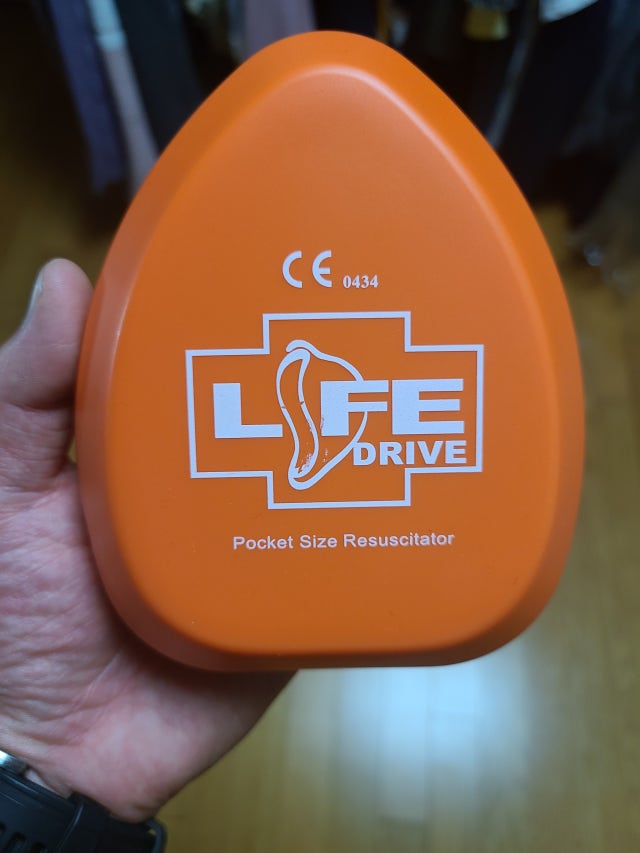 CE 0434
LIFE
DRIVE
Pocket Size Resuscitator